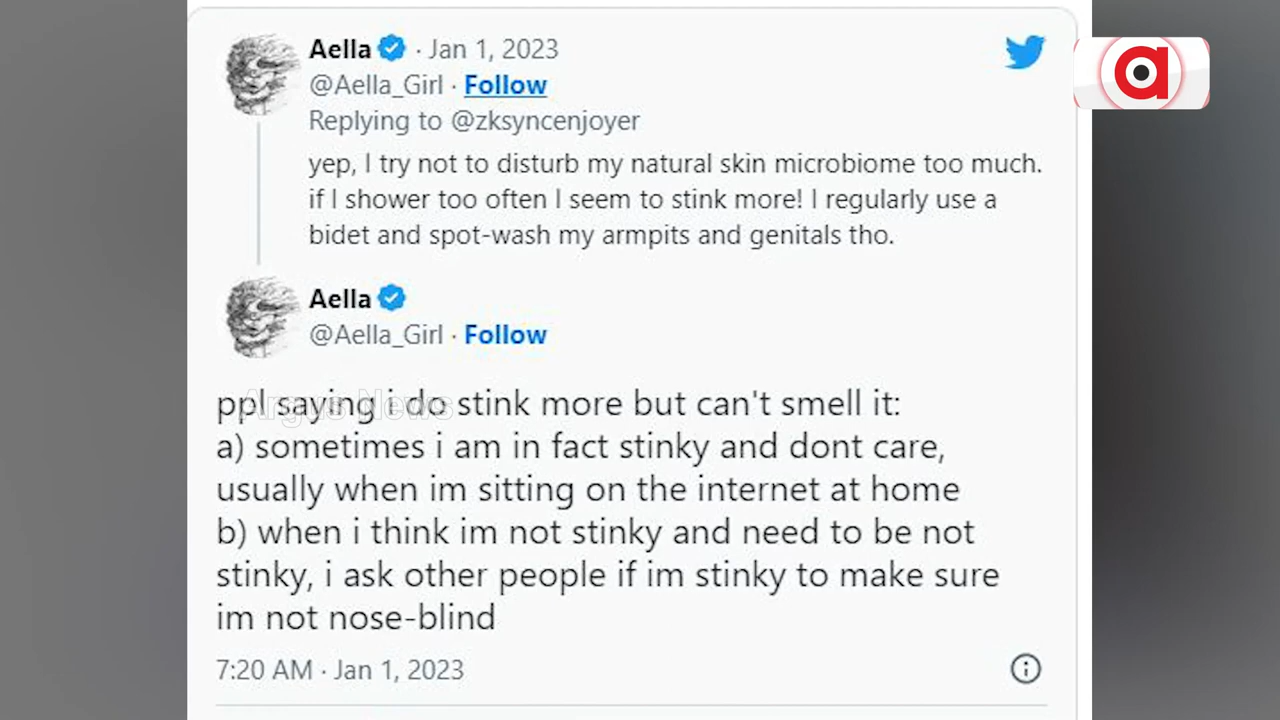 Aella · Jan 1, 2023
@Aella_Girl · Follow
Replying to @zksyncenjoyer
yep, I try not to disturb my natural skin microbiome too much.
if I shower too often I seem to stink more! I regularly use a
bidet and spot-wash my armpits and genitals tho.
Aella
@Aella_Girl · Follow
ppl saying i do stink more but can't smell it:
Argus News
a) sometimes i am in fact stinky and dont care,
usually when im sitting on the internet at home
b) when i think im not stinky and need to be not
stinky, i ask other people if im stinky to make sure
im not nose-blind
7:20 AM · Jan 1, 2023
a